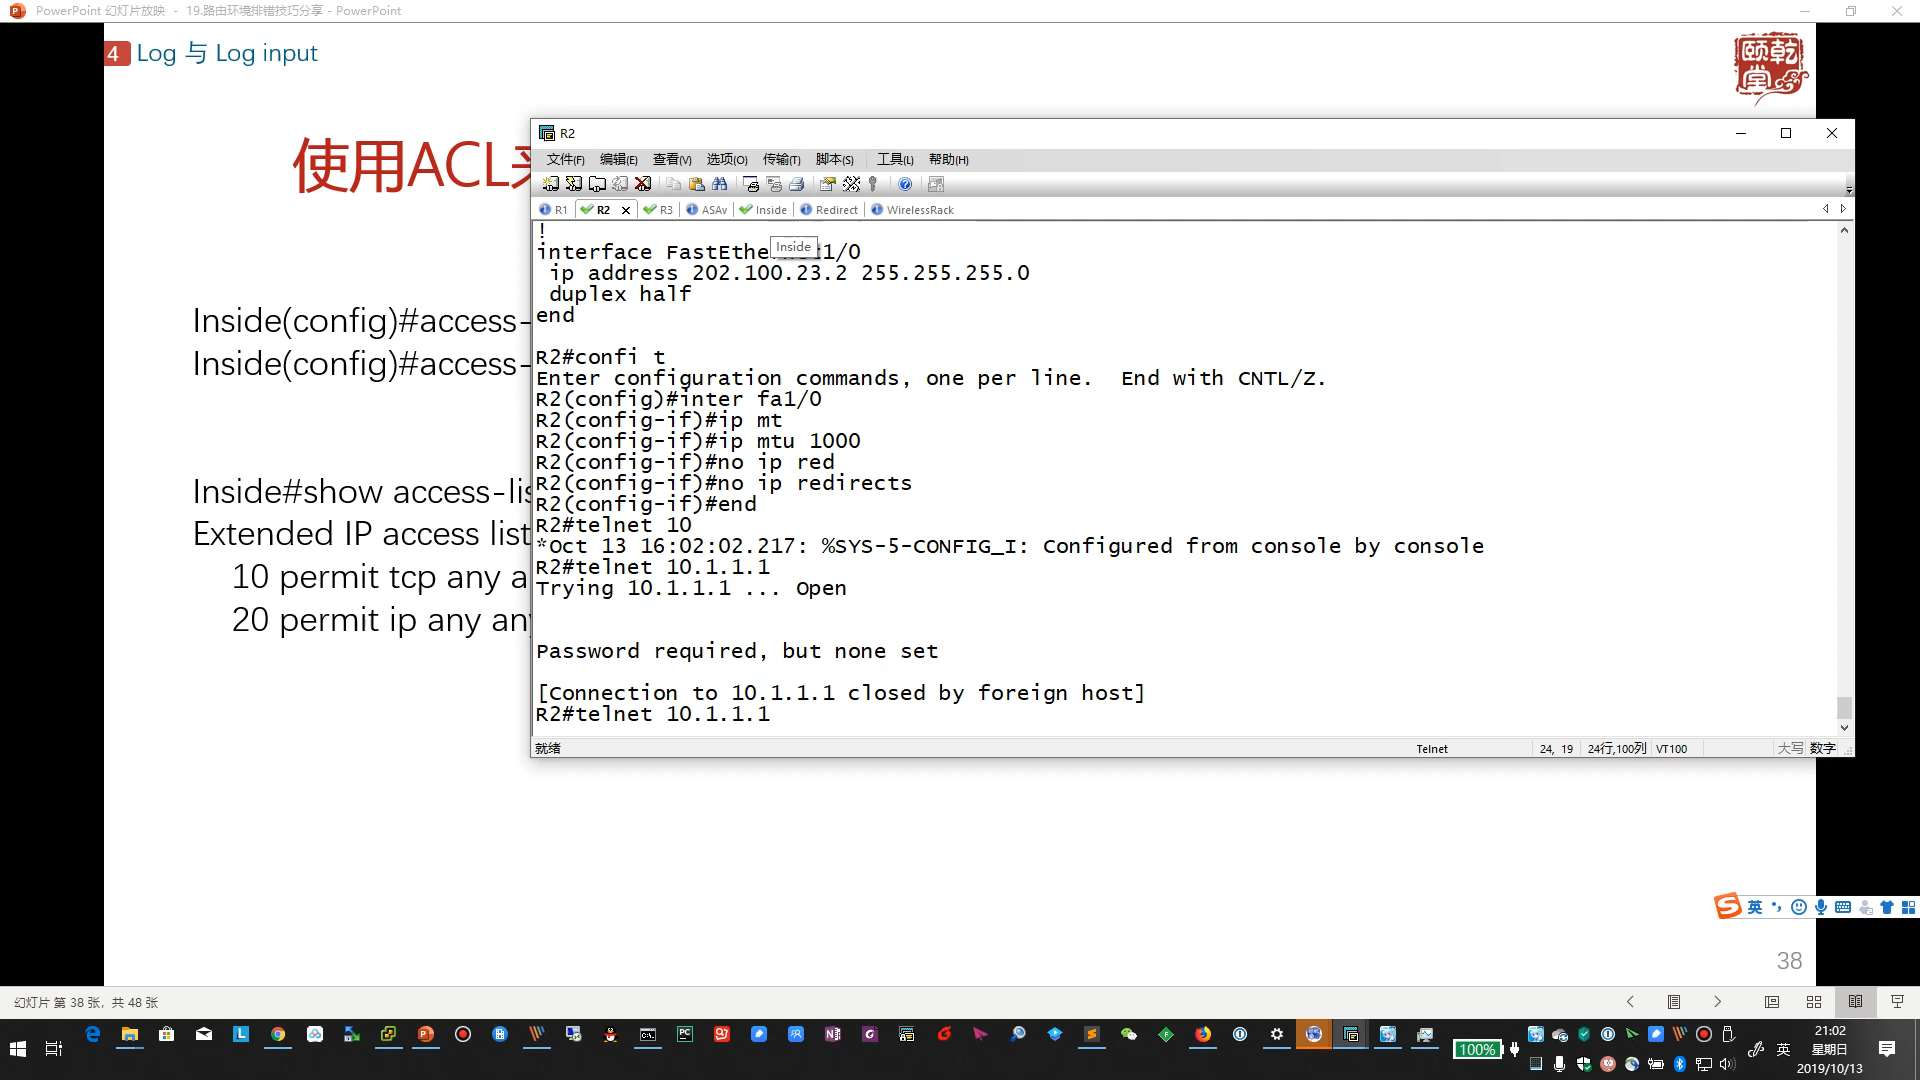 PowerPoint 幻灯片放映 - 19.路由环境排错技巧分享 - PowerPoint
4 Log 与 Log input
颐乾堂
使用ACL
Inside(config)#access-
Inside(config)#access-
Inside#show access-lis
Extended IP access list
10 permit tcp any a
20 permit ip any any
R2
文件(F) 编辑(E) 查看(V) 选项(O) 传输(T) 脚本(S) 工具(L) 帮助(H)
R1 R2 R3 ASAv Inside Redirect WirelessRack
!
Inside
interface FastEthe t1/0
ip address 202.100.23.2 255.255.255.0
duplex half
end
R2#confi t
Enter configuration commands, one per line. End with CNTL/Z.
R2(config)#inter fa1/0
R2(config-if)#ip mt
R2(config-if)#ip mtu 1000
R2(config-if)#no ip red
R2(config-if)#no ip redirects
R2(config-if)#end
R2#telnet 10
*Oct 13 16:02:02.217: %SYS-5-CONFIG_I: Configured from console by console
R2#telnet 10.1.1.1
Trying 10.1.1.1 ... Open
Password required, but none set
[Connection to 10.1.1.1 closed by foreign host]
R2#telnet 10.1.1.1
就绪 Telnet 24, 19 24行,100列 VT100 大写 数字
英
38
幻灯片 第 38 张，共 48 张
100%
英
21:02
星期日
2019/10/13